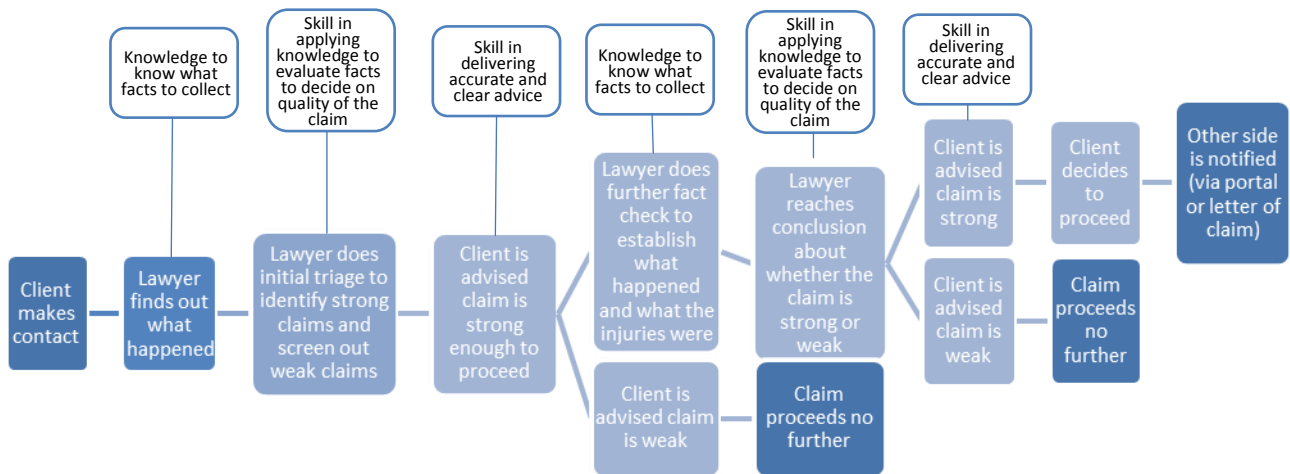 Knowledge to
know what
facts to collect
Skill in
applying
knowledge to
evaluate facts
to decide on
quality of the
claim
Skill in
delivering
accurate and
clear advice
Knowledge to
know what
facts to collect
Skill in
applying
knowledge to
evaluate facts
to decide on
quality of the
claim
Skill in
delivering
accurate and
clear advice
Client
makes
contact
Lawyer
finds out
what
happened
Lawyer does
initial triage to
identify strong
claims and
screen out
weak claims
Client is
advised
claim is
strong
enough to
proceed
Lawyer does
further fact
check to
establish
what
happened
and what the
injuries were
Client is
advised claim
is weak
Lawyer
reaches
conclusion
about
whether the
claim is
strong or
weak
Claim
proceeds no
further
Client is
advised
claim is
strong
Client
decides
to
proceed
Other side
is notified
(via portal
or letter of
claim)
Client is
advised
claim is
weak
Claim
proceeds
no
further